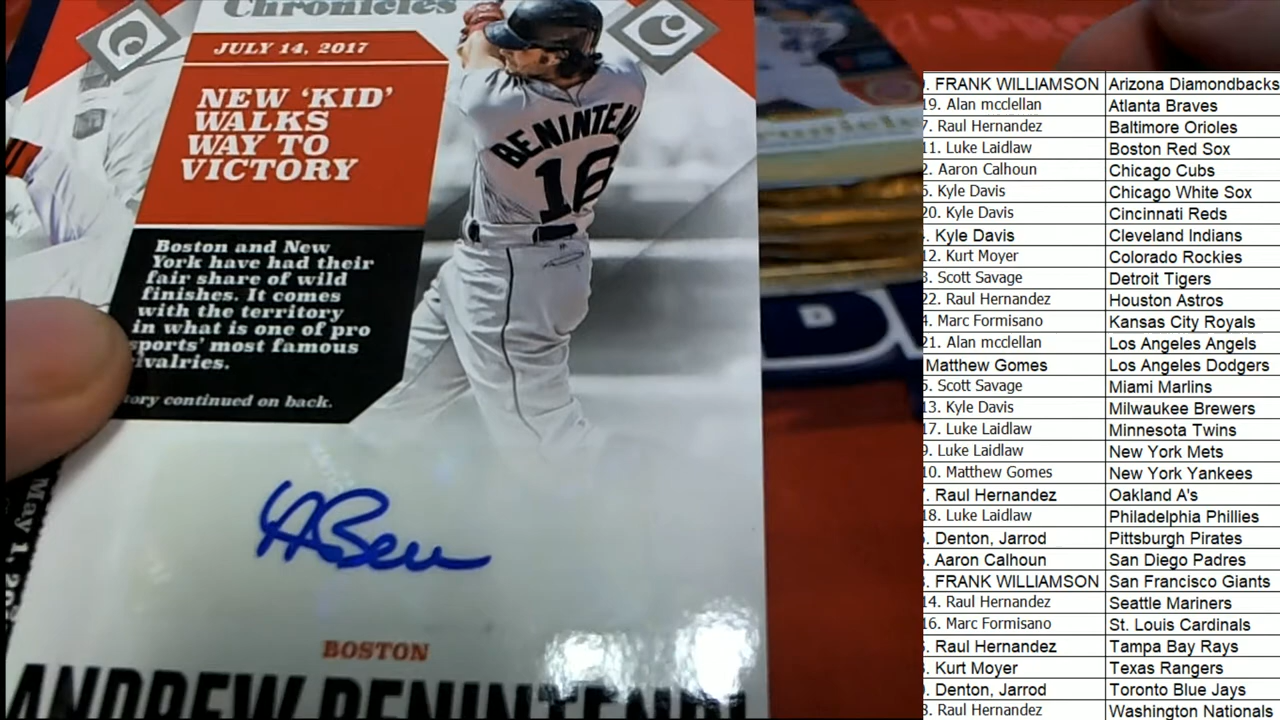 Chronicles
JULY 14, 2017
NEW 'KID'
WALKS
WAY TO
VICTORY
Boston and New
York have had their
fair share of wild
finishes. It comes
with the territory
in what is one of pro
sports' most famous
rivalries.
continued on back.
BENINTEN
16
ABen
BOSTON
ANDREW BENINTENDI
May 1, 20
FRANK WILLIAMSON Arizona Diamondbacks
19. Alan mcclellan Atlanta Braves
7. Raul Hernandez Baltimore Orioles
11. Luke Laidlaw Boston Red Sox
2. Aaron Calhoun Chicago Cubs
Kyle Davis Chicago White Sox
20. Kyle Davis Cincinnati Reds
Kyle Davis Cleveland Indians
12. Kurt Moyer Colorado Rockies
Scott Savage Detroit Tigers
22. Raul Hernandez Houston Astros
4. Marc Formisano Kansas City Royals
21. Alan mcclellan Los Angeles Angels
Matthew Gomes Los Angeles Dodgers
Scott Savage Miami Marlins
13. Kyle Davis Milwaukee Brewers
17. Luke Laidlaw Minnesota Twins
9. Luke Laidlaw New York Mets
10. Matthew Gomes New York Yankees
Raul Hernandez Oakland A's
18. Luke Laidlaw Philadelphia Phillies
Denton, Jarrod Pittsburgh Pirates
Aaron Calhoun San Diego Padres
FRANK WILLIAMSON San Francisco Giants
14. Raul Hernandez Seattle Mariners
16. Marc Formisano St. Louis Cardinals
Raul Hernandez Tampa Bay Rays
Kurt Moyer Texas Rangers
Denton, Jarrod Toronto Blue Jays
Raul Hernandez Washington Nationals